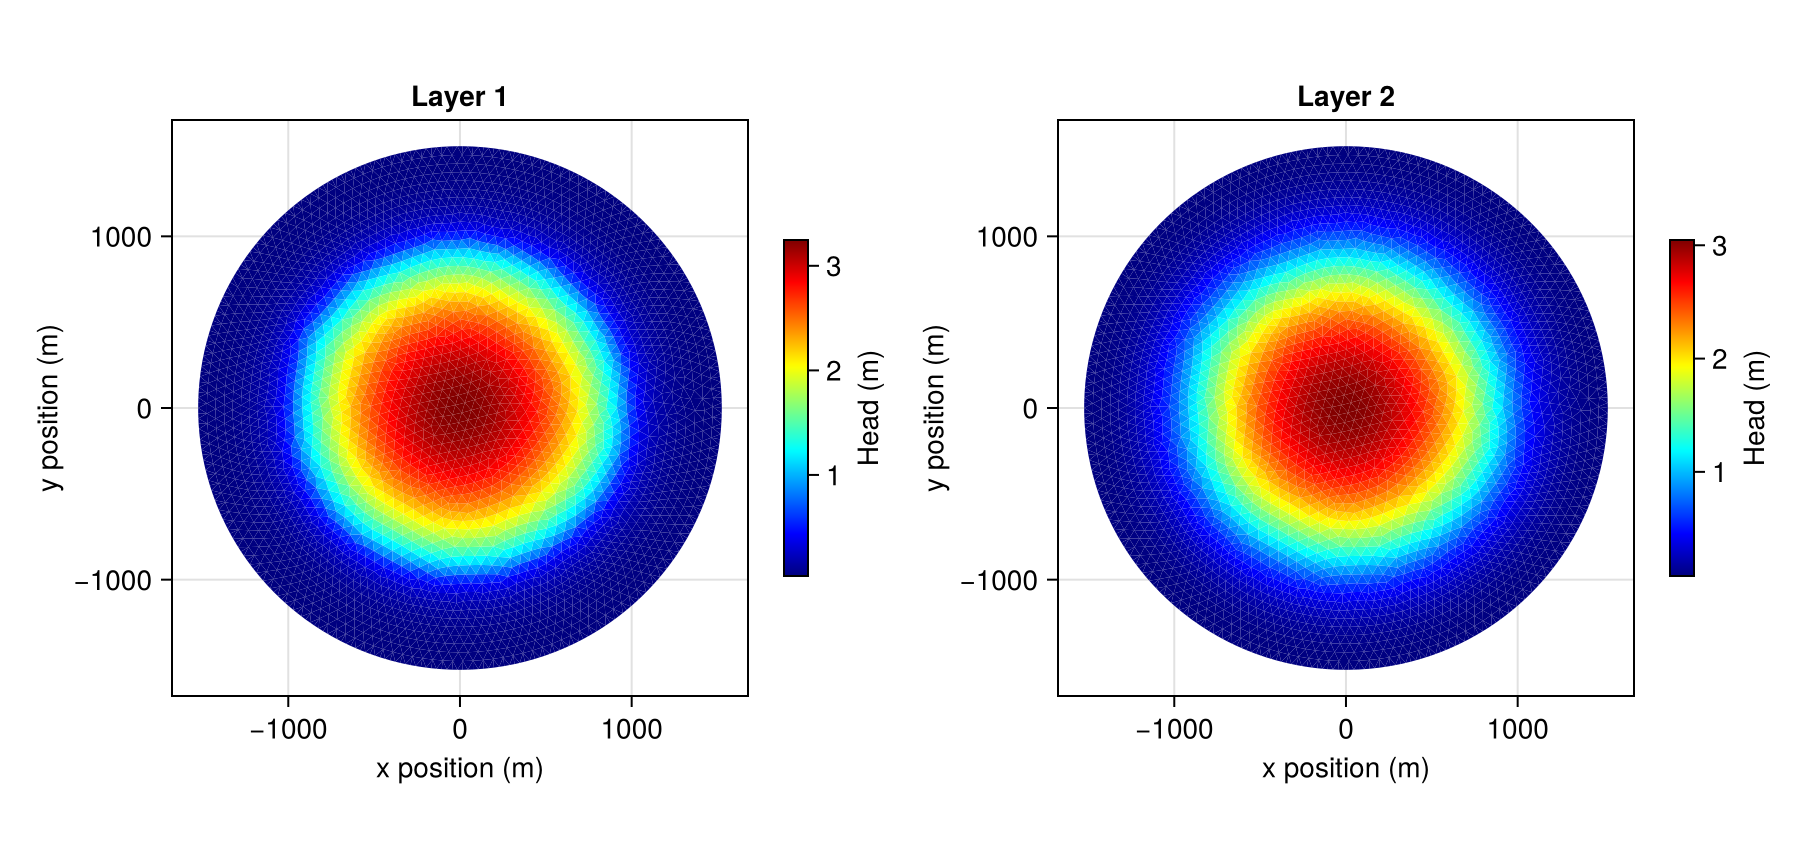 Layer 1
1000
0
−1000
y position (m)
−1000
0
1000
x position (m)
3
2
1
Head (m)
Layer 2
1000
0
−1000
y position (m)
−1000
0
1000
x position (m)
3
2
1
Head (m)